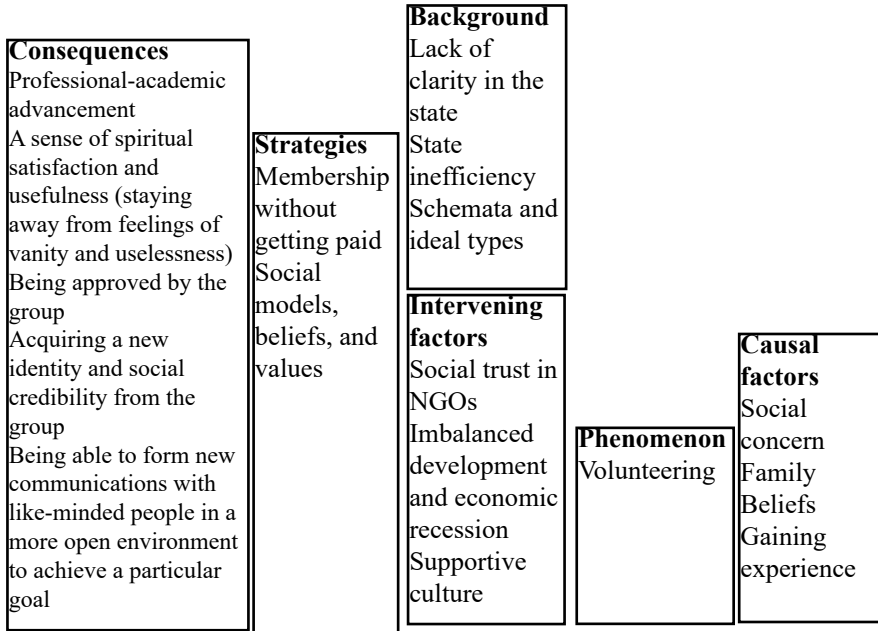 Consequences
Professional-academic
advancement
A sense of spiritual
satisfaction and
usefulness (staying
away from feelings of
vanity and uselessness)
Being approved by the
group
Acquiring a new
identity and social
credibility from the
group
Being able to form new
communications with
like-minded people in a
more open environment
to achieve a particular
goal
Strategies
Membership
without
getting paid
Social
models,
beliefs, and
values
Background
Lack of
clarity in the
state
State
inefficiency
Schemata and
ideal types
Intervening
factors
Social trust in
NGOs
Imbalanced
development
and economic
recession
Supportive
culture
Phenomenon
Volunteering
Causal
factors
Social
concern
Family
Beliefs
Gaining
experience